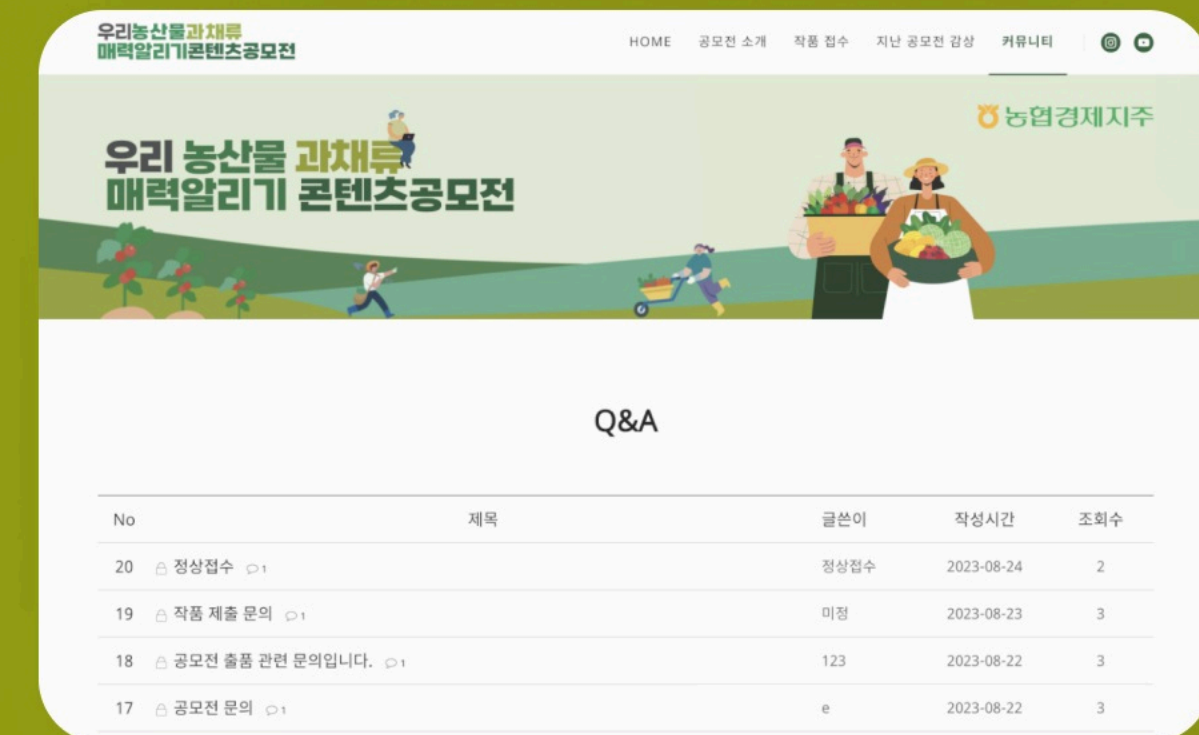 우리농산물과채류
매력알리기콘텐츠공모전
HOME 공모전 소개 작품 접수 지난 공모전 감상 커뮤니티
농협경제지주
우리 농산물 과채류
매력알리기 콘텐츠공모전
Q&A
No 제목 글쓴이 작성시간 조회수
20 정상접수 1 정상접수 2023-08-24 2
19 작품 제출 문의 1 미정 2023-08-23 3
18 공모전 출품 관련 문의입니다. 1 123 2023-08-22 3
17 공모전 문의 1 e 2023-08-22 3